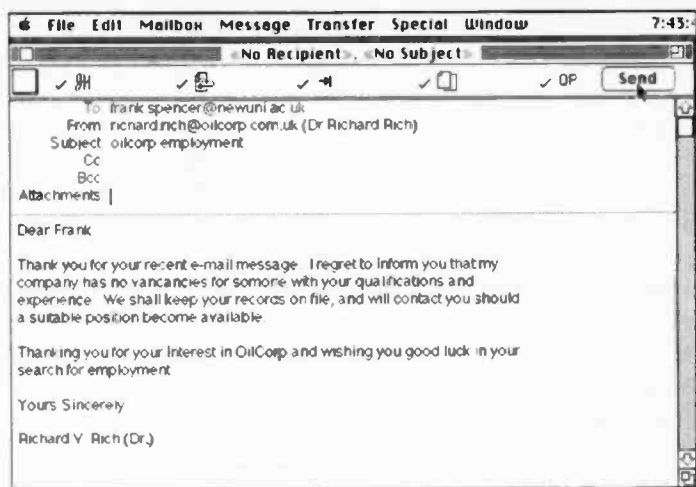 File Edit Mailbox Message Transfer Special Window 7:43:4
«No Recipient», «No Subject»
QP Send
To frank.spencer@newuni.ac.uk
From richard.rich@oilcorp.com.uk (Dr Richard Rich)
Subject oilcorp employment
Cc
Bcc
Attachments
Dear Frank
Thank you for your recent e-mail message. I regret to inform you that my
company has no vancancies for somone with your qualifications and
experience. We shall keep your records on file, and will contact you should
a suitable position become available.
Thanking you for your Interest in OilCorp and wishing you good luck in your
search for employment
Yours Sincerely
Richard Y Rich (Dr.)